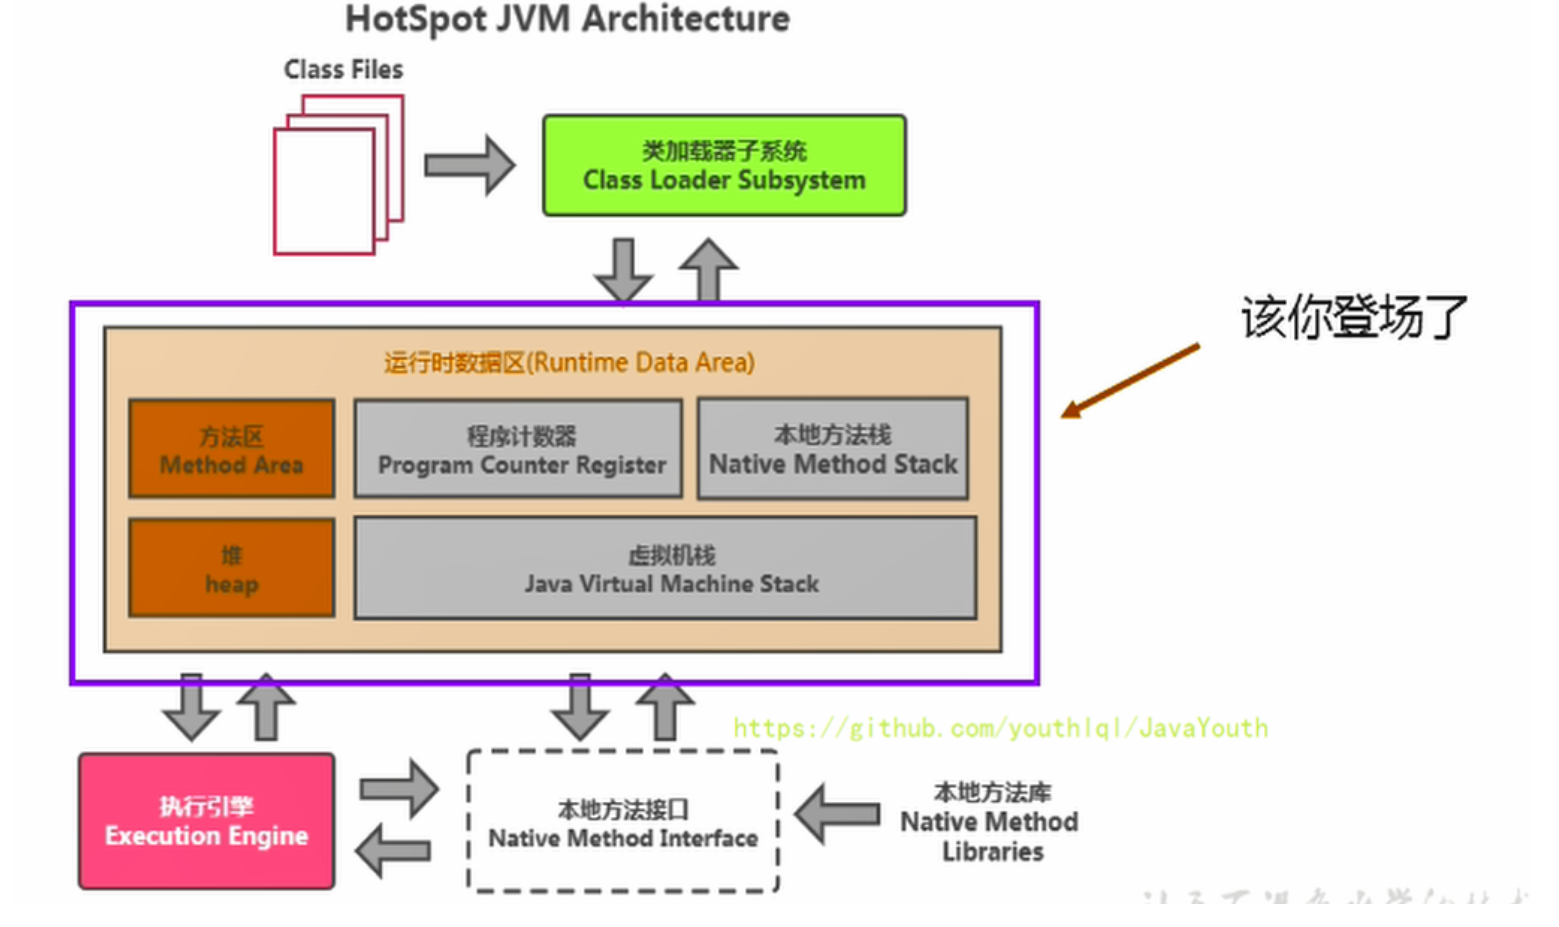 HotSpot JVM Architecture
Class Files
类加载器子系统
Class Loader Subsystem
该你登场了
运行时数据区(Runtime Data Area)
方法区
Method Area
程序计数器
Program Counter Register
本地方法栈
Native Method Stack
堆
heap
虚拟机栈
Java Virtual Machine Stack
https://github.com/youthlql/JavaYouth
执行引擎
Execution Engine
本地方法接口
Native Method Interface
本地方法库
Native Method
Libraries